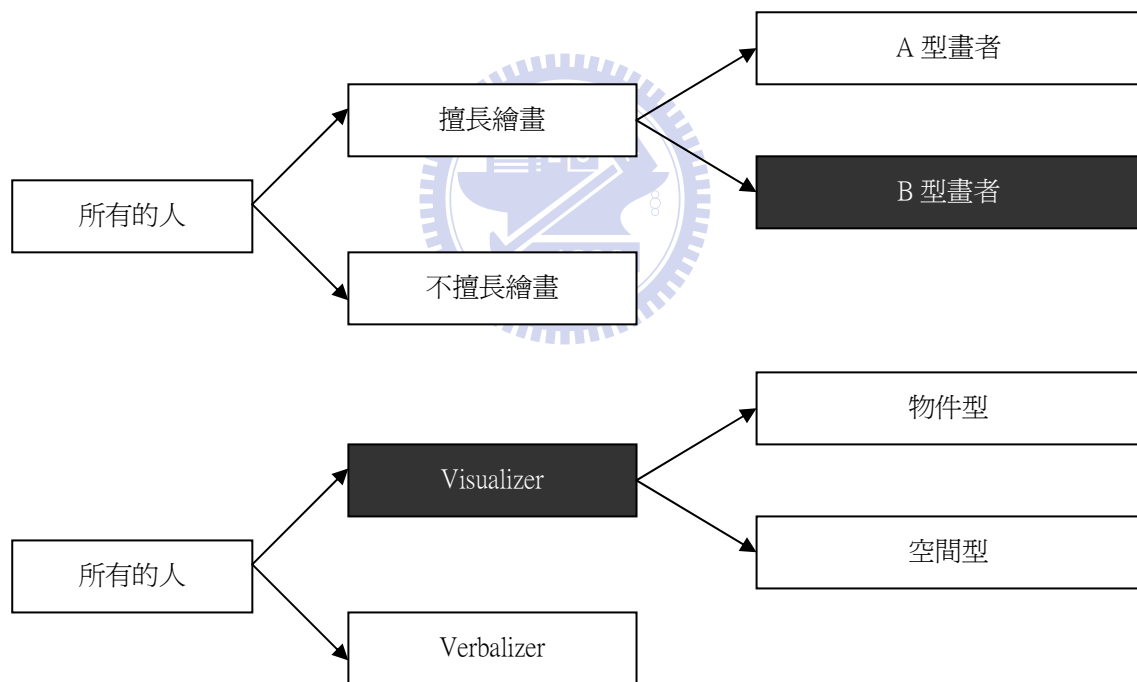 A 型畫者
擅長繪畫
B 型畫者
所有的人
不擅長繪畫
物件型
Visualizer
空間型
所有的人
Verbalizer